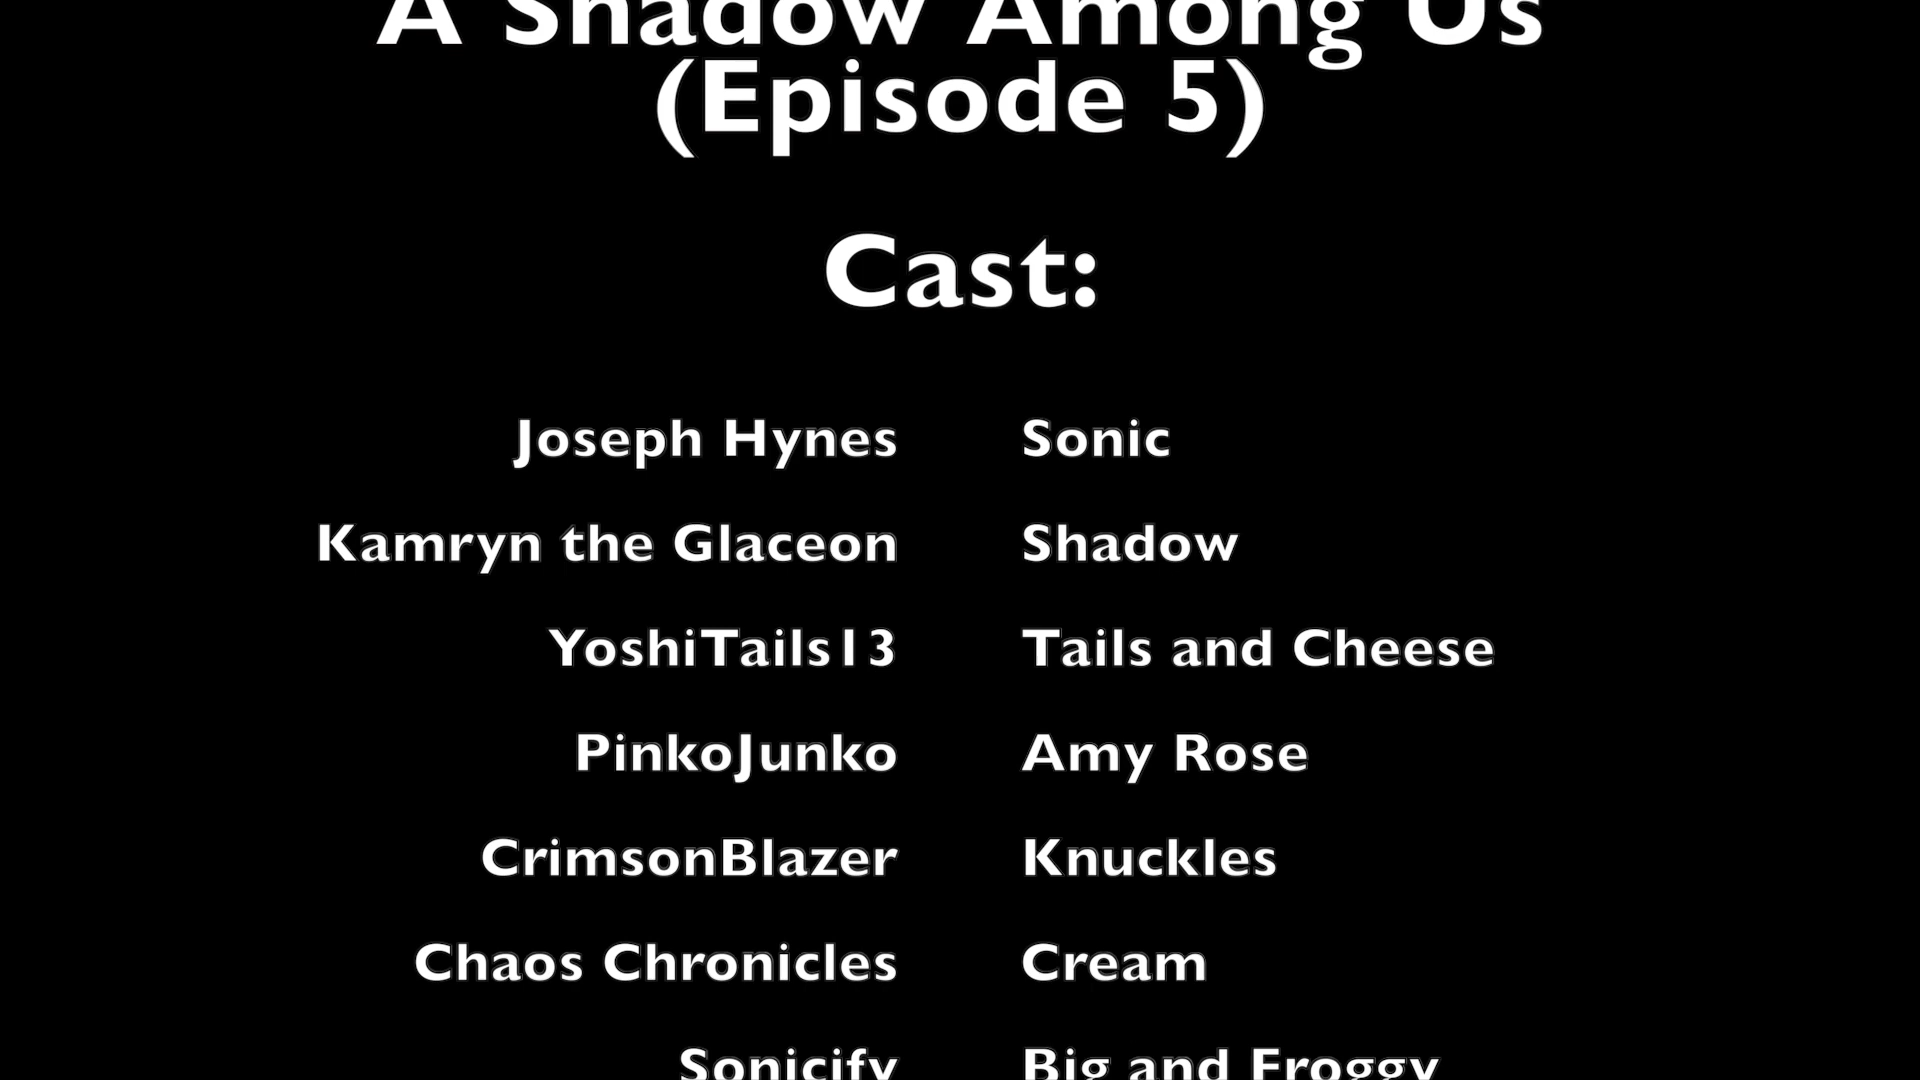 A Shadow Among Us
(Episode 5)
Cast:
Joseph Hynes Sonic
Kamryn the Glaceon Shadow
YoshiTails13 Tails and Cheese
PinkoJunko Amy Rose
CrimsonBlazer Knuckles
Chaos Chronicles Cream
Sonicify Big and Froggy